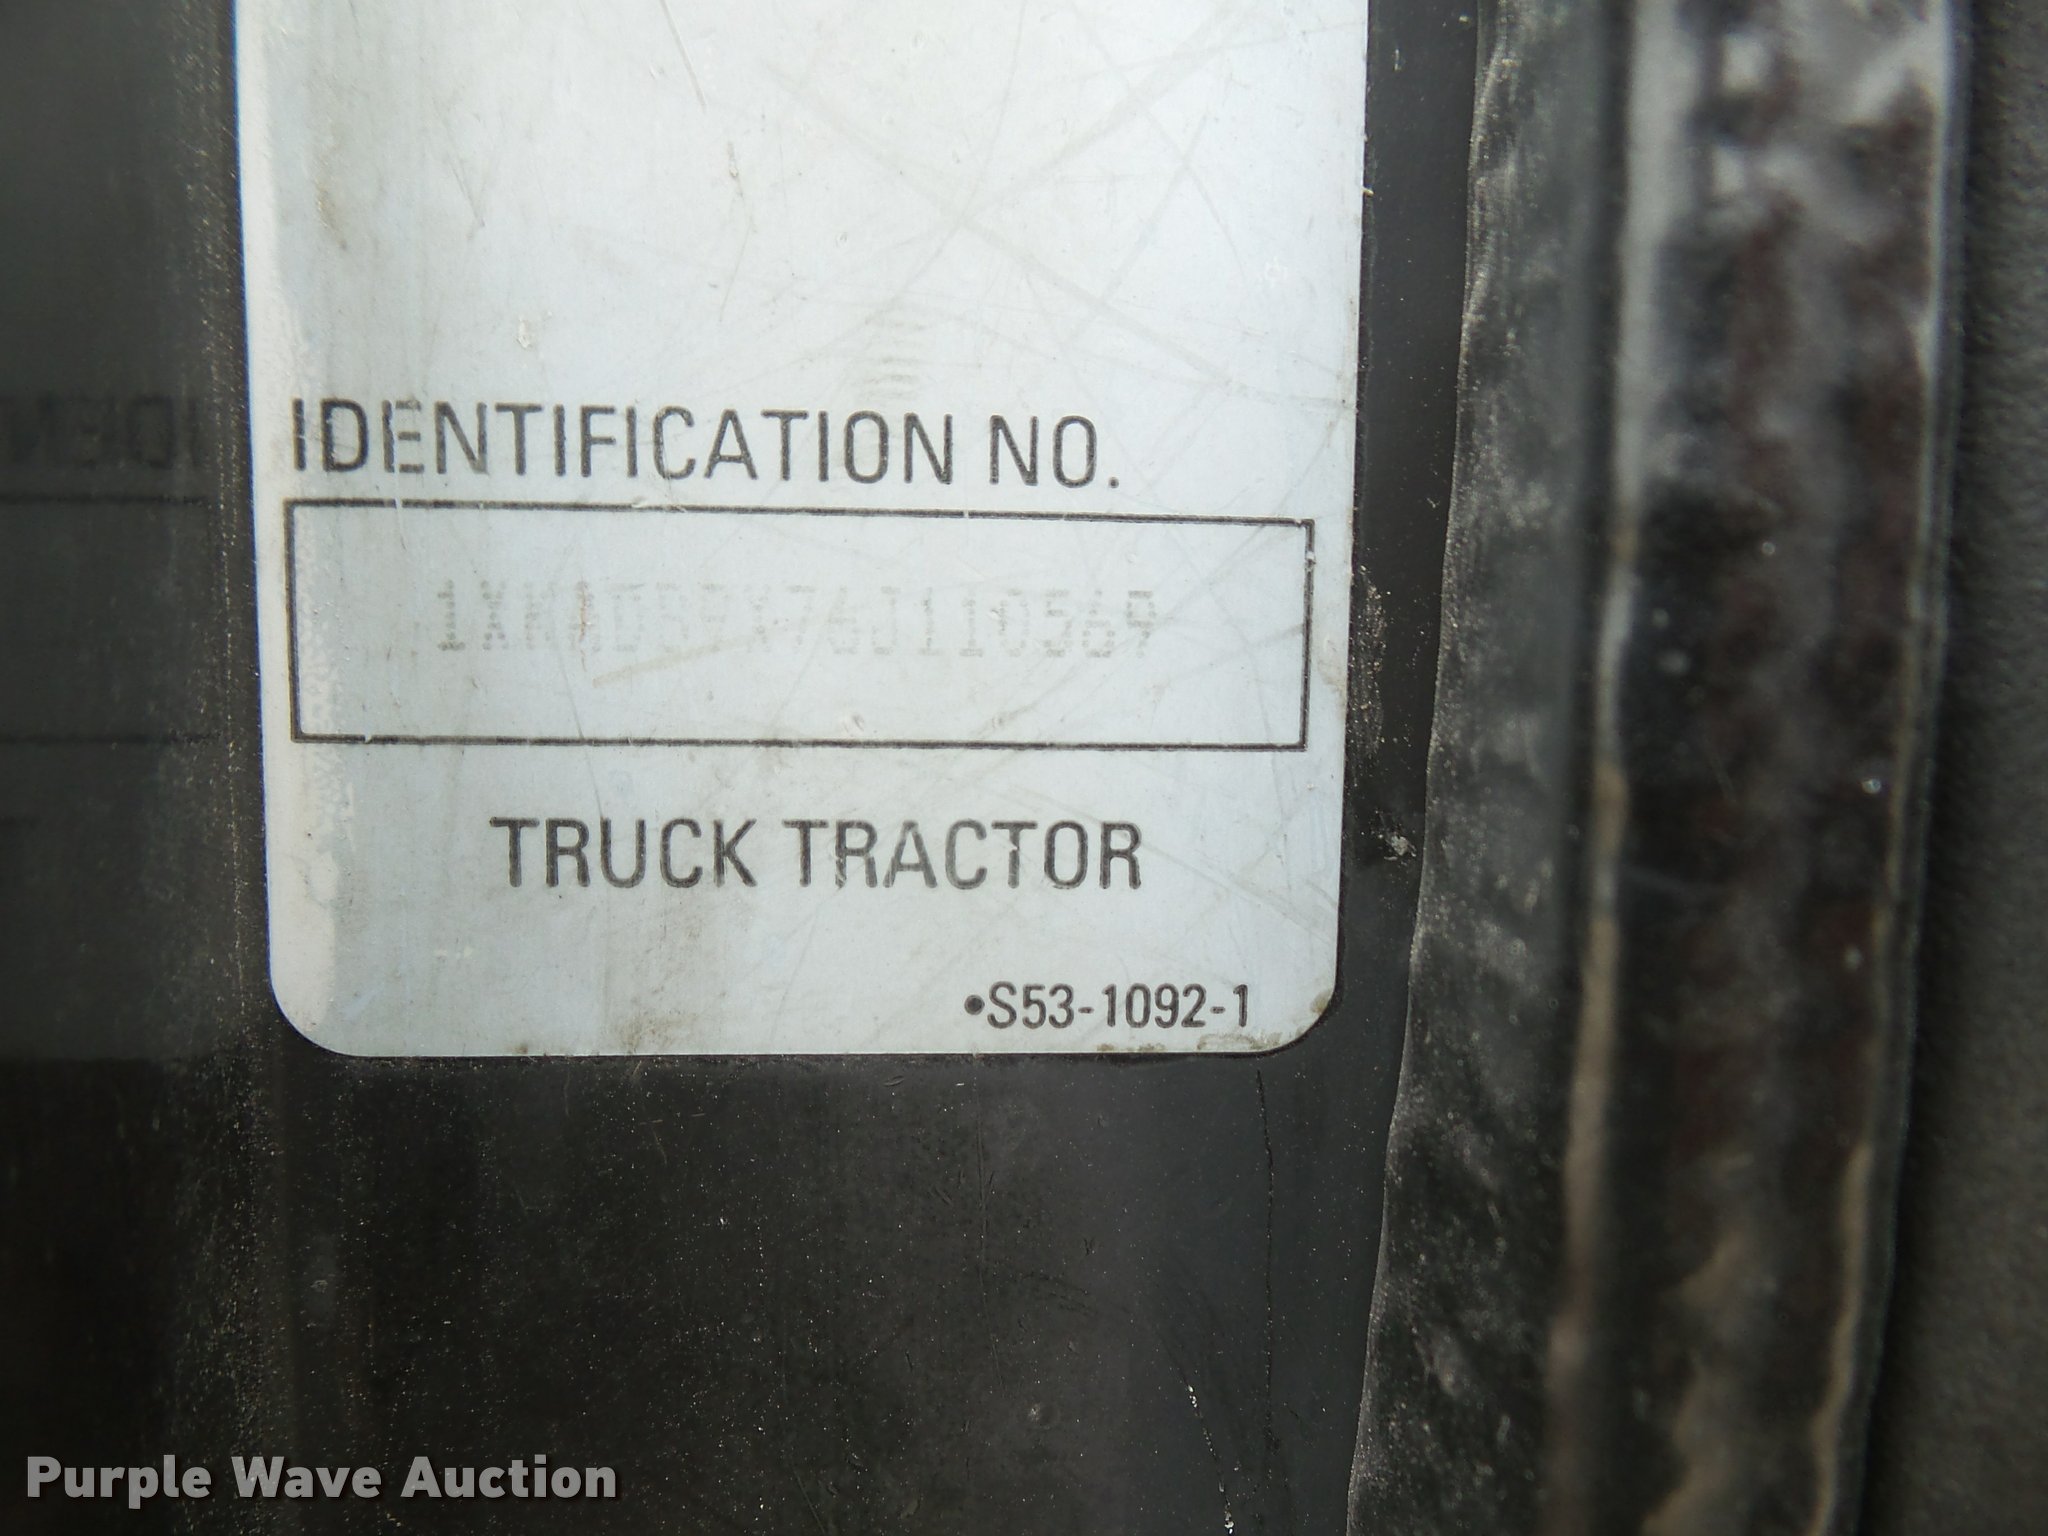 IDENTIFICATION NO.
TRUCK TRACTOR
•S53-1092-1
Purple Wave Auction